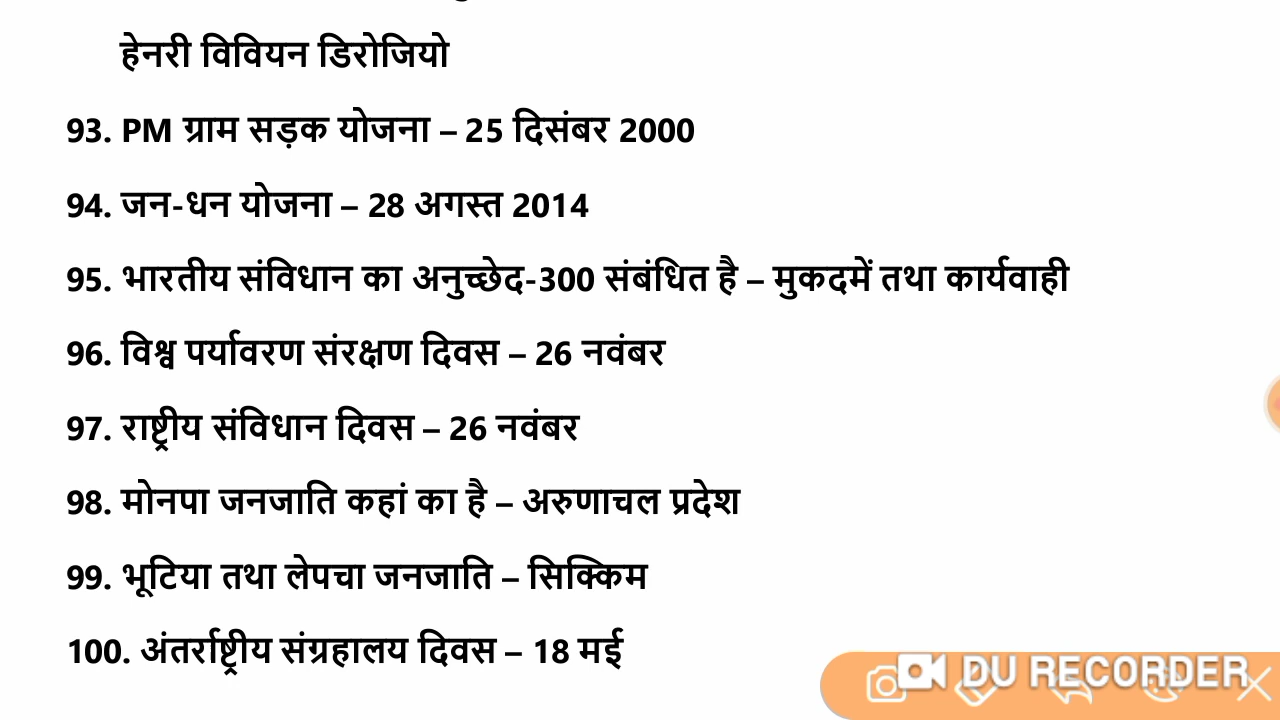 हेनरी विवियन डिरोजियो
93. PM ग्राम सड़क योजना – 25 दिसंबर 2000
94. जन-धन योजना – 28 अगस्त 2014
95. भारतीय संविधान का अनुच्छेद-300 संबंधित है – मुकदमें तथा कार्यवाही
96. विश्व पर्यावरण संरक्षण दिवस – 26 नवंबर
97. राष्ट्रीय संविधान दिवस – 26 नवंबर
98. मोनपा जनजाति कहां का है – अरुणाचल प्रदेश
99. भूटिया तथा लेपचा जनजाति – सिक्किम
100. अंतर्राष्ट्रीय संग्रहालय दिवस – 18 मई
DU RECORDER